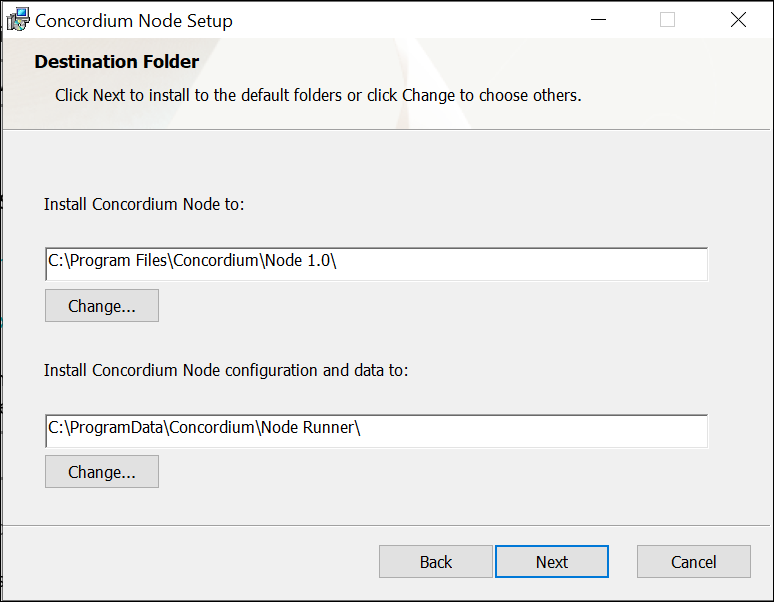 Concordium Node Setup
Destination Folder
Click Next to install to the default folders or click Change to choose others.
Install Concordium Node to:
C:\Program Files\Concordium\Node 1.0\
Change...
Install Concordium Node configuration and data to:
C:\ProgramData\Concordium\Node Runner\
Change...
Back Next Cancel